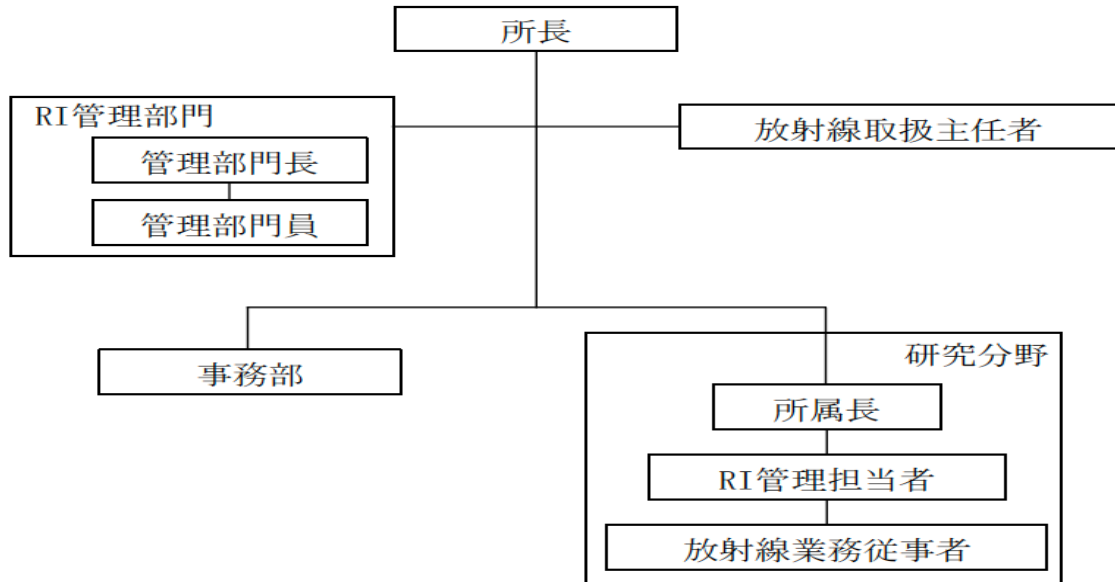 所長
RI管理部門
管理部門長
管理部門員
放射線取扱主任者
事務部
研究分野
所属長
RI管理担当者
放射線業務従事者